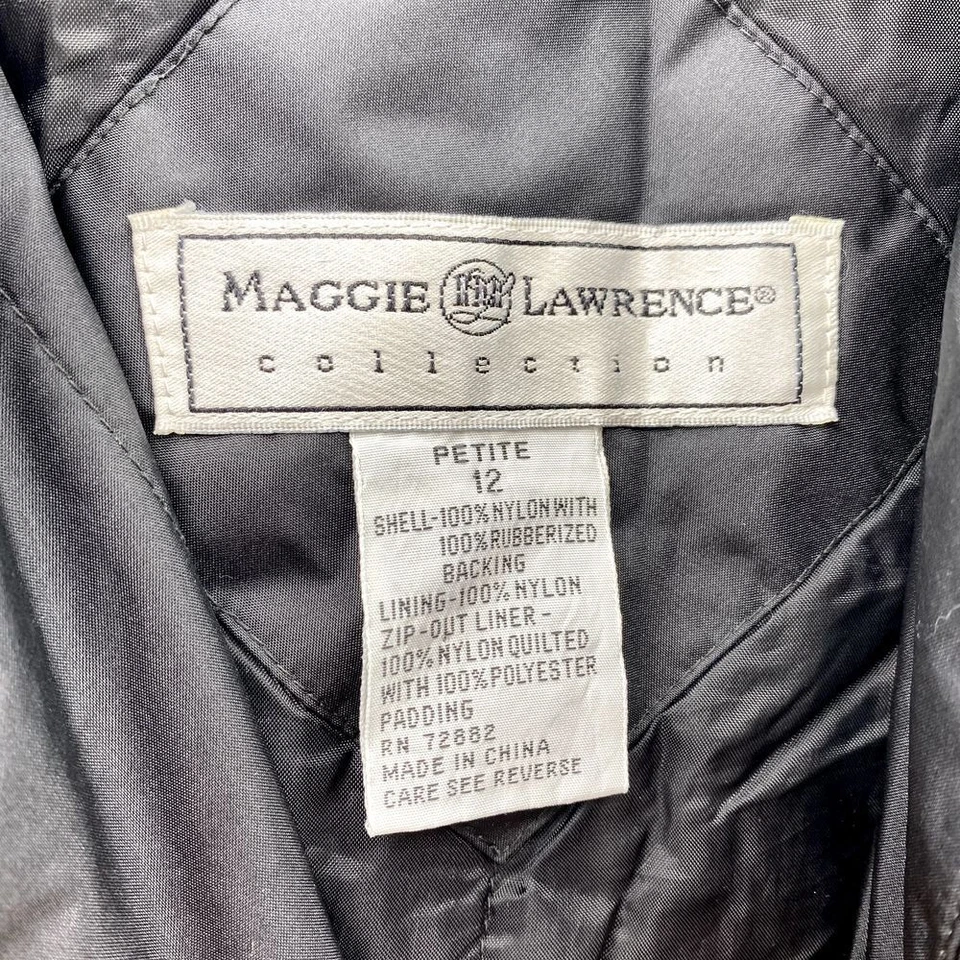 MAGGIE LAWRENCE®
collection
PETITE
12
SHELL-100% NYLON WITH
100% RUBBERIZED
BACKING
LINING-100% NYLON
ZIP-OUT LINER-
100% NYLON QUILTED
WITH 100% POLYESTER
PADDING
RN 72882
MADE IN CHINA
CARE SEE REVERSE